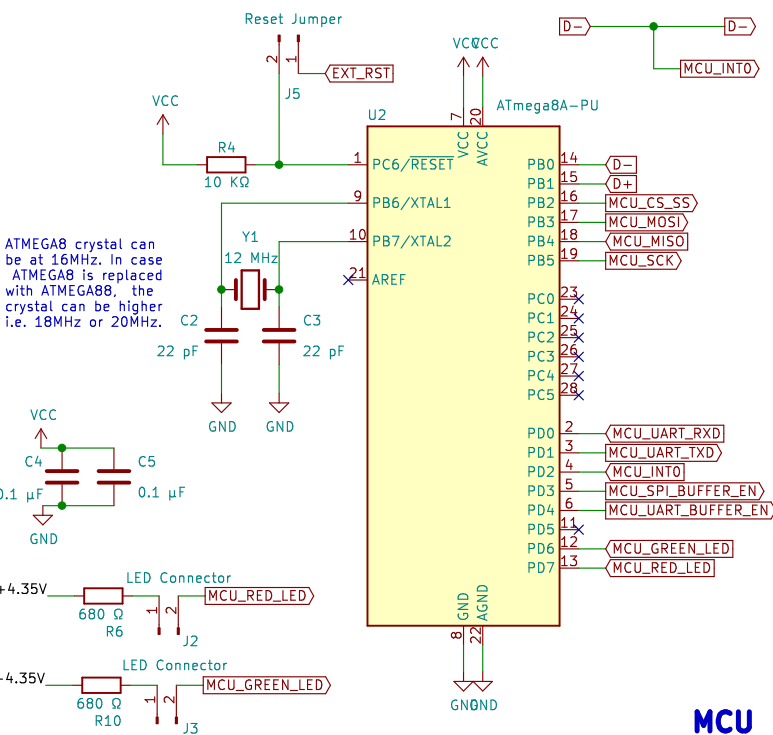 Reset Jumper
2
1
EXT_RST
J5
VCC
R4
10 KΩ
VCC
VCC
D-
D-
MCU_INT0
U2
ATmega8A-PU
7
VCC
20
AVCC
1
PC6/RESET
9
PB6/XTAL1
10
PB7/XTAL2
21
AREF
PB0
14
D-
PB1
15
D+
PB2
16
MCU_CS_SS
PB3
17
MCU_MOSI
PB4
18
MCU_MISO
PB5
19
MCU_SCK
PC0
23
PC1
24
PC2
25
PC3
26
PC4
27
PC5
28
PD0
2
MCU_UART_RXD
PD1
3
MCU_UART_TXD
PD2
4
MCU_INT0
PD3
5
MCU_SPI_BUFFER_EN
PD4
6
MCU_UART_BUFFER_EN
PD5
11
PD6
12
MCU_GREEN_LED
PD7
13
MCU_RED_LED
GND
8
AGND
22
GND
GND
ATMEGA8 crystal can
be at 16MHz. In case
ATMEGA8 is replaced
with ATMEGA88, the
crystal can be higher
i.e. 18MHz or 20MHz.
Y1
12 MHz
C2
22 pF
C3
22 pF
GND
GND
VCC
C4
0.1 µF
C5
0.1 µF
GND
LED Connector
+4.35V
680 Ω
R6
1
2
MCU_RED_LED
J2
LED Connector
+4.35V
680 Ω
R10
1
2
MCU_GREEN_LED
J3
MCU